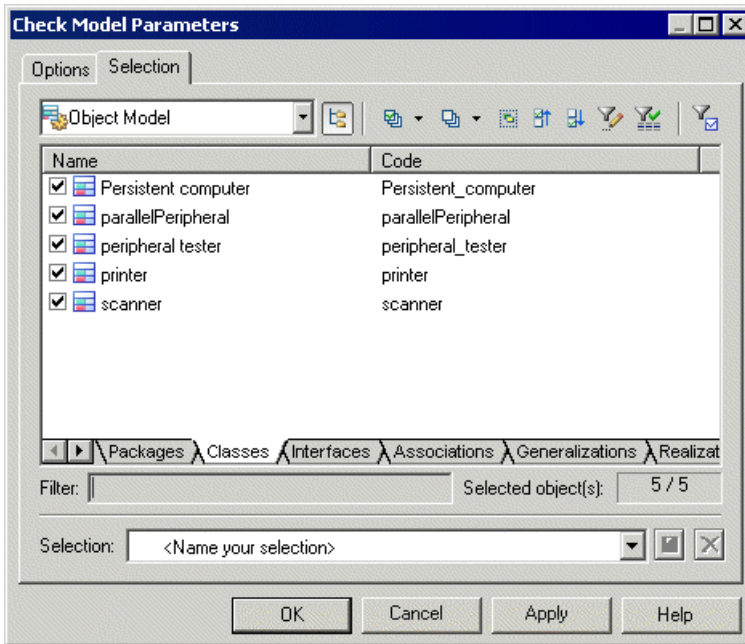 Check Model Parameters
Options Selection
Object Model
Name Code
Persistent computer Persistent_computer
parallelPeripheral parallelPeripheral
peripheral tester peripheral_tester
printer printer
scanner scanner
Packages Classes Interfaces Associations Generalizations Realizat
Filter: Selected object(s): 5 / 5
Selection: <Name your selection>
OK Cancel Apply Help